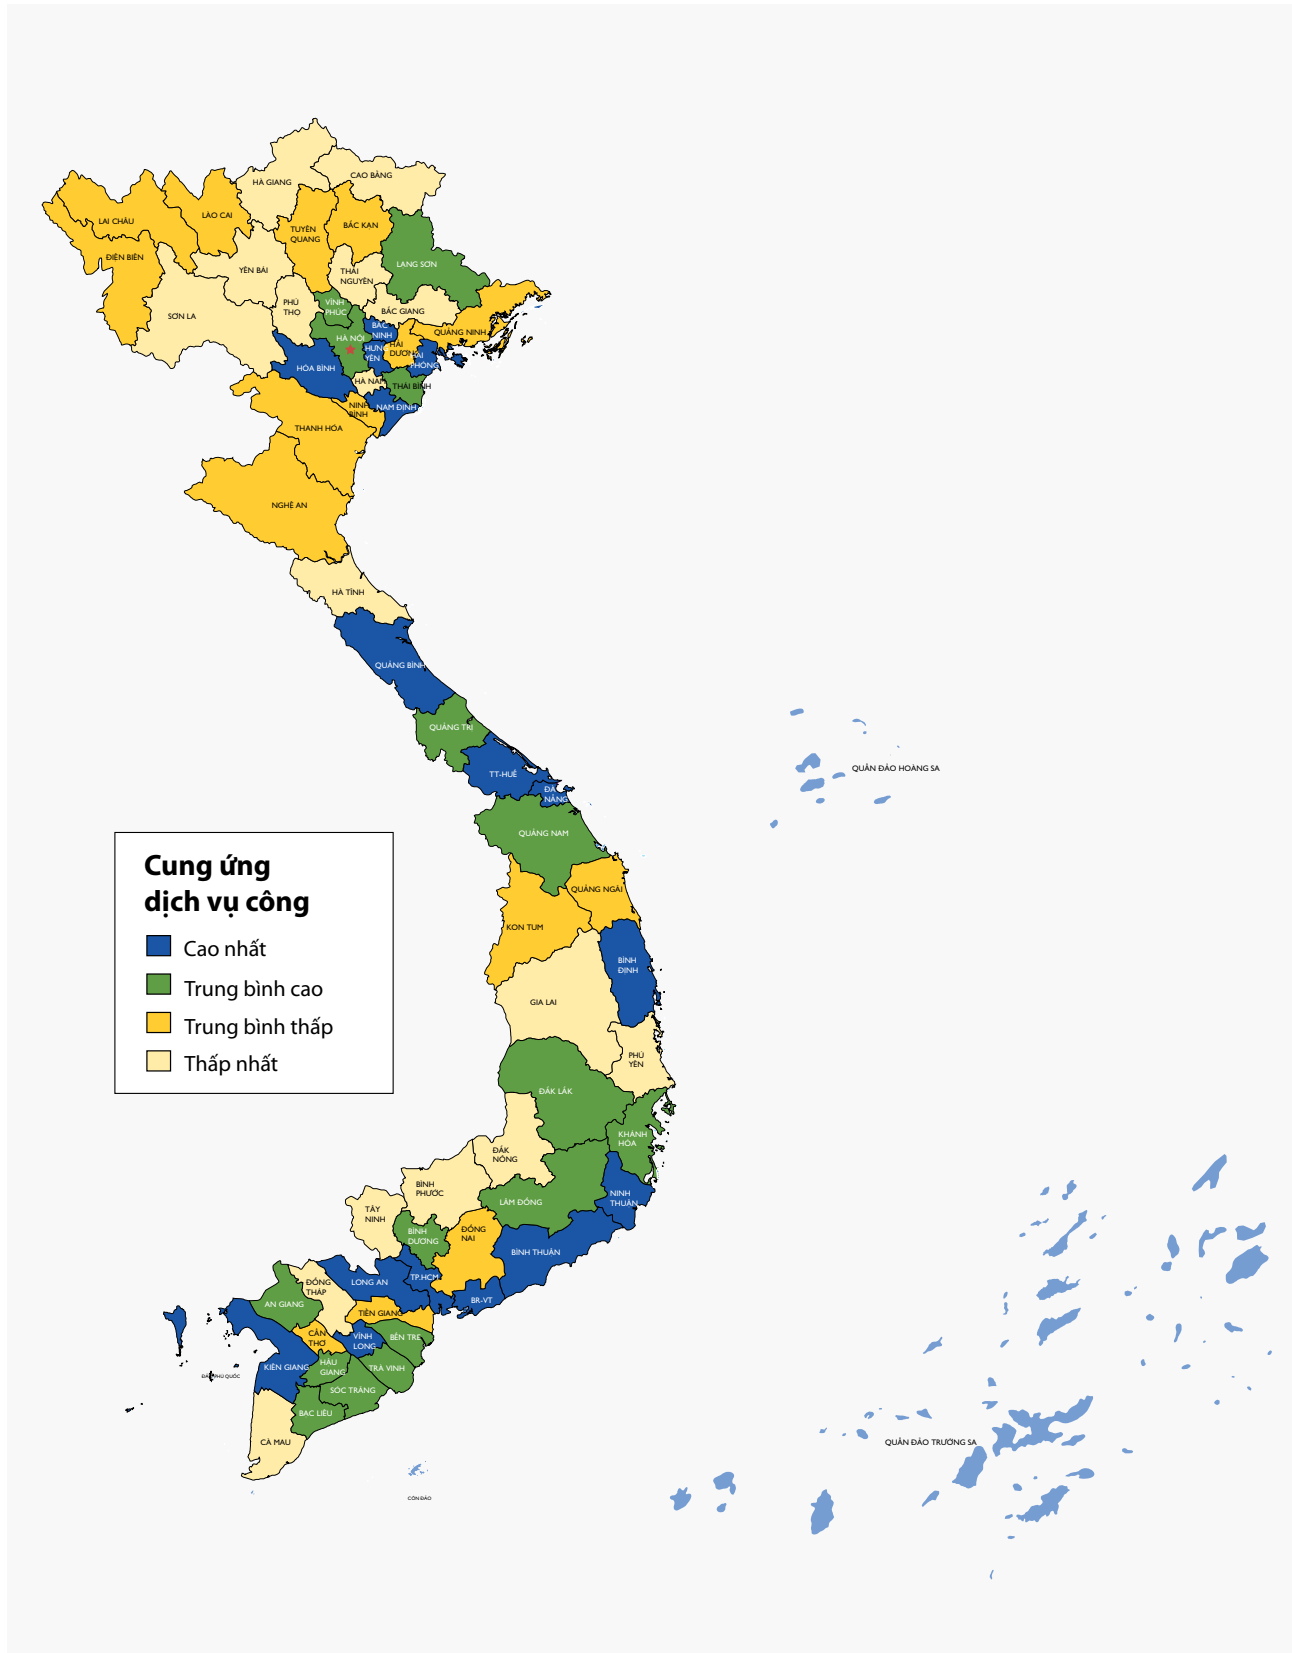 HÀ GIANG
CAO BẰNG
LAI CHÂU
LÀO CAI
TUYÊN
QUANG
BẮC KẠN
ĐIỆN BIÊN
LẠNG SƠN
YÊN BÁI
THÁI
NGUYÊN
SƠN LA
PHÚ
THỌ
VĨNH
PHÚC
BẮC GIANG
BẮC
NINH
QUẢNG NINH
HÀ NỘI
HƯNG
YÊN
HẢI
DƯƠNG
HẢI
PHÒNG
HÒA BÌNH
HÀ NAM
THÁI BÌNH
NINH
BÌNH
NAM ĐỊNH
THANH HÓA
NGHỆ AN
HÀ TĨNH
QUẢNG BÌNH
QUẢNG TRỊ
TT-HUẾ
ĐÀ
NẴNG
QUẦN ĐẢO HOÀNG SA
QUẢNG NAM
Cung ứng
dịch vụ công
Cao nhất
Trung bình cao
Trung bình thấp
Thấp nhất
QUẢNG NGÃI
KON TUM
BÌNH
ĐỊNH
GIA LAI
PHÚ
YÊN
ĐẮK LẮK
KHÁNH
HÒA
ĐẮK
NÔNG
BÌNH
PHƯỚC
LÂM ĐỒNG
NINH
THUẬN
TÂY
NINH
BÌNH
DƯƠNG
ĐỒNG
NAI
BÌNH THUẬN
TP.HCM
LONG AN
ĐỒNG
THÁP
BR-VT
AN GIANG
TIỀN GIANG
CẦN
THƠ
VĨNH
LONG
BẾN TRE
KIÊN GIANG
HẬU
GIANG
TRÀ VINH
ĐẢO PHÚ QUỐC
SÓC TRĂNG
BẠC LIÊU
CÀ MAU
QUẦN ĐẢO TRƯỜNG SA
CÔN ĐẢO